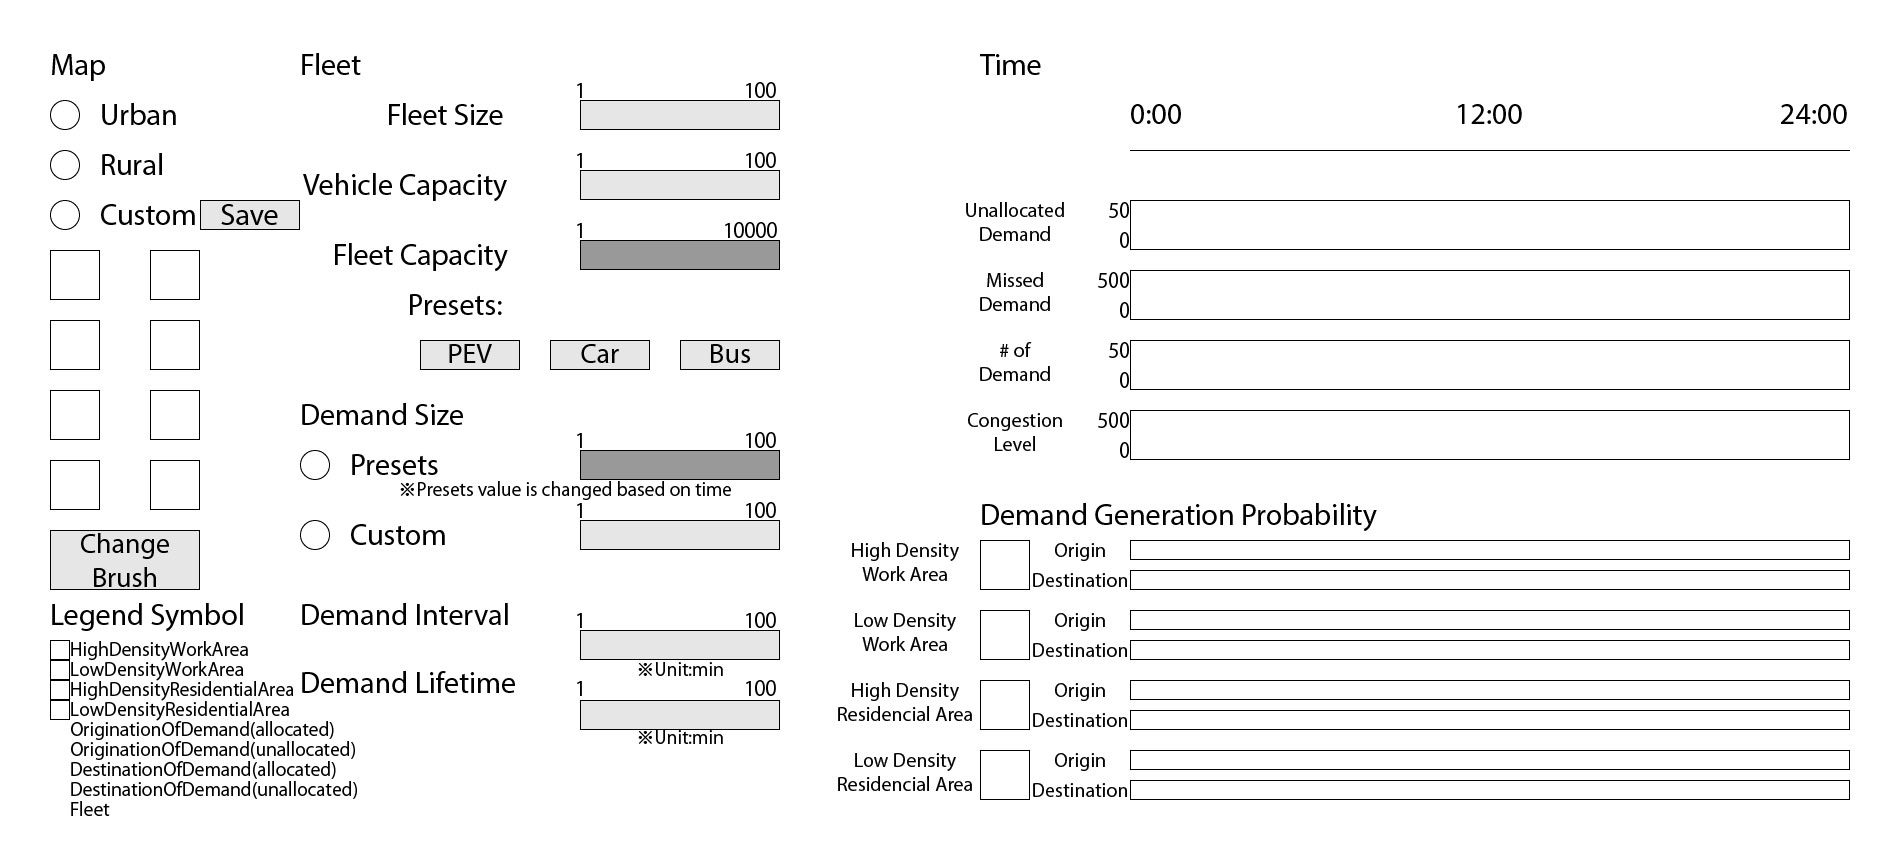 Map
Urban
Rural
Custom
Save
Change
Brush
Legend Symbol
HighDensityWorkArea
LowDensityWorkArea
HighDensityResidentialArea
LowDensityResidentialArea
OriginationOfDemand(allocated)
OriginationOfDemand(unallocated)
DestinationOfDemand(allocated)
DestinationOfDemand(unallocated)
Fleet
Fleet
1 100
Fleet Size
1 100
Vehicle Capacity
1 10000
Fleet Capacity
Presets:
PEV
Car
Bus
Demand Size
1 100
Presets
※Presets value is changed based on time
1 100
Custom
Demand Interval
1 100
※Unit:min
Demand Lifetime
1 100
※Unit:min
Time
0:00 12:00 24:00
Unallocated
Demand
50
0
Missed
Demand
500
0
# of
Demand
50
0
Congestion
Level
500
0
Demand Generation Probability
High Density
Work Area
Origin
Destination
Low Density
Work Area
Origin
Destination
High Density
Residencial Area
Origin
Destination
Low Density
Residencial Area
Origin
Destination